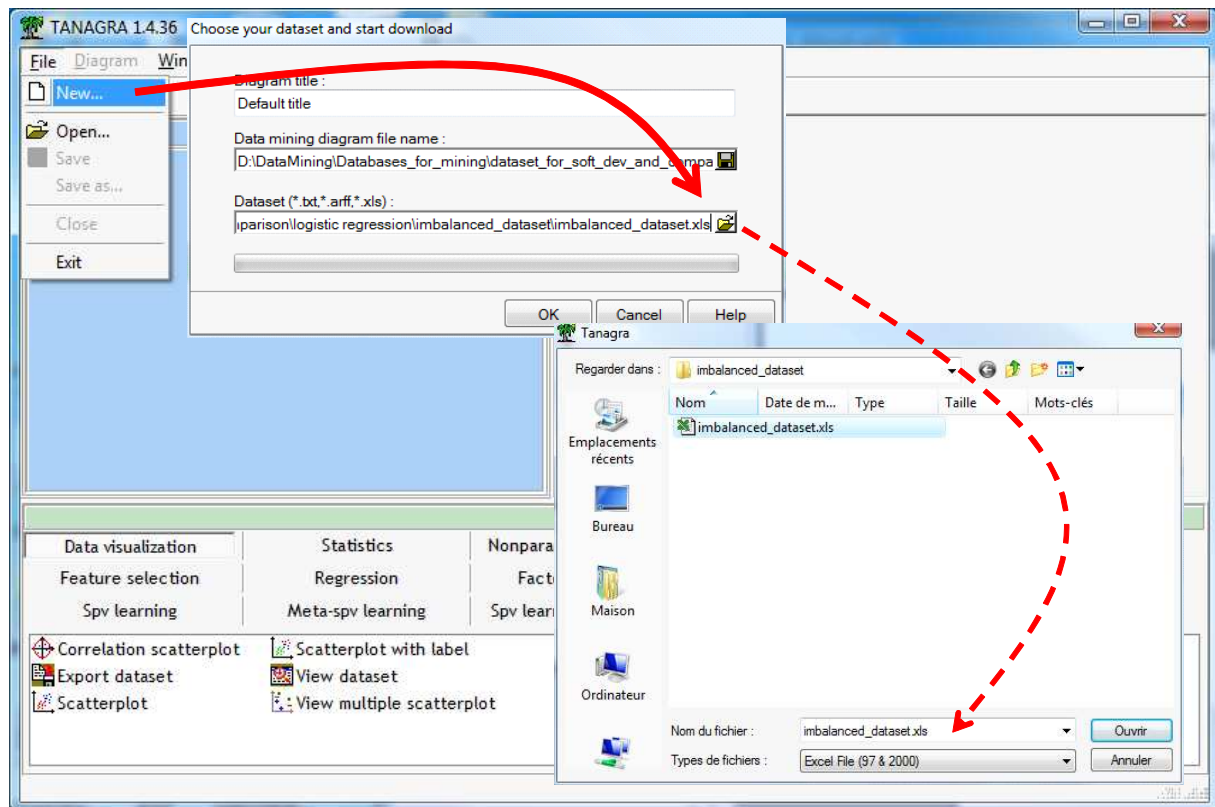 TANAGRA 1.4.36
File Diagram Win
New...
Open...
Save
Save as...
Close
Exit
Choose your dataset and start download
Diagram title :
Default title
Data mining diagram file name :
D:\DataMining\Databases_for_mining\dataset_for_soft_dev_and_compa
Dataset (*.txt,*.arff,*.xls) :
parison\logistic regression\imbalanced_dataset\imbalanced_dataset.xls
OK Cancel Help
Tanagra
Regarder dans : imbalanced_dataset
Nom Date de m... Type Taille Mots-clés
imbalanced_dataset.xls
Emplacements
récents
Bureau
Maison
Ordinateur
Nom du fichier : imbalanced_dataset.xls Ouvrir
Types de fichiers : Excel File (97 & 2000) Annuler
Data visualization Statistics Nonpara
Feature selection Regression Fact
Spv learning Meta-spv learning Spv lear
Correlation scatterplot Scatterplot with label
Export dataset View dataset
Scatterplot View multiple scatterplot